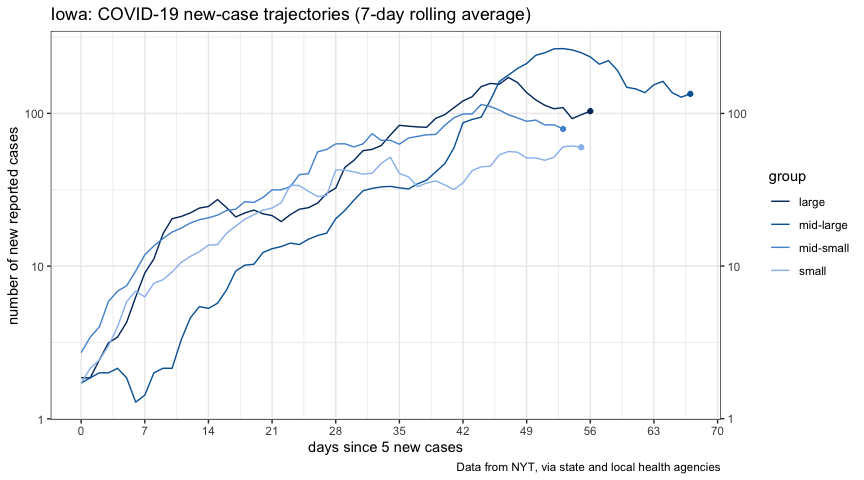 Iowa: COVID-19 new-case trajectories (7-day rolling average)
number of new reported cases
100
10
1
100
10
1
0 7 14 21 28 35 42 49 56 63 70
days since 5 new cases
Data from NYT, via state and local health agencies
group
large
mid-large
mid-small
small